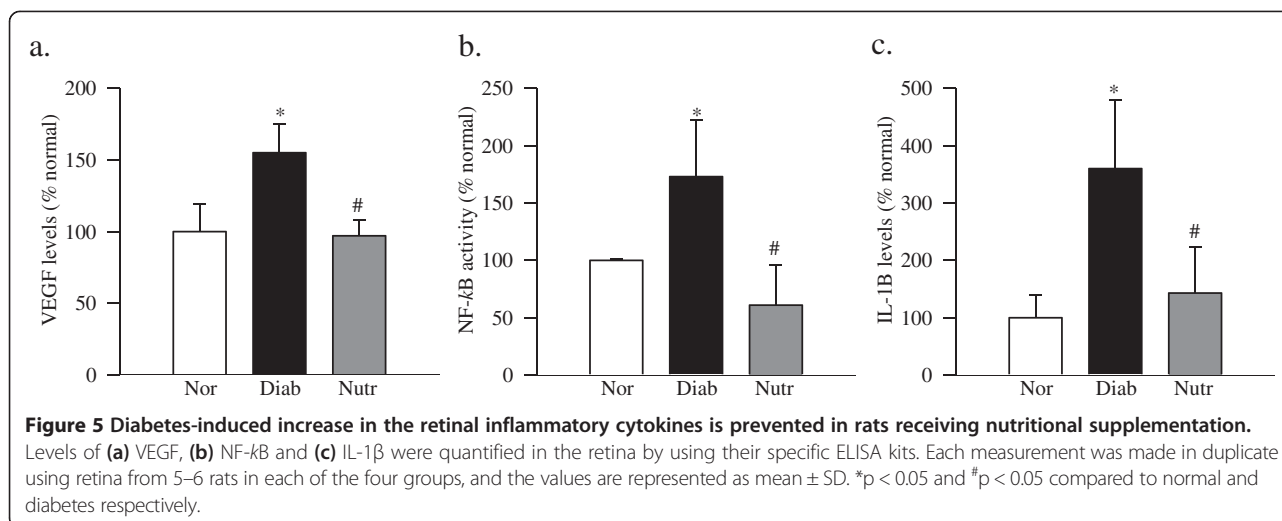 a.
b.
c.
VEGF levels (% normal)
200
150
100
50
0
*
#
Nor Diab Nutr
NF-kB activity (% normal)
250
200
150
100
50
0
*
#
Nor Diab Nutr
IL-1B levels (% normal)
500
400
300
200
100
0
*
#
Nor Diab Nutr
Figure 5 Diabetes-induced increase in the retinal inflammatory cytokines is prevented in rats receiving nutritional supplementation.
Levels of (a) VEGF, (b) NF-kB and (c) IL-1β were quantified in the retina by using their specific ELISA kits. Each measurement was made in duplicate
using retina from 5–6 rats in each of the four groups, and the values are represented as mean ± SD. *p < 0.05 and #p < 0.05 compared to normal and
diabetes respectively.